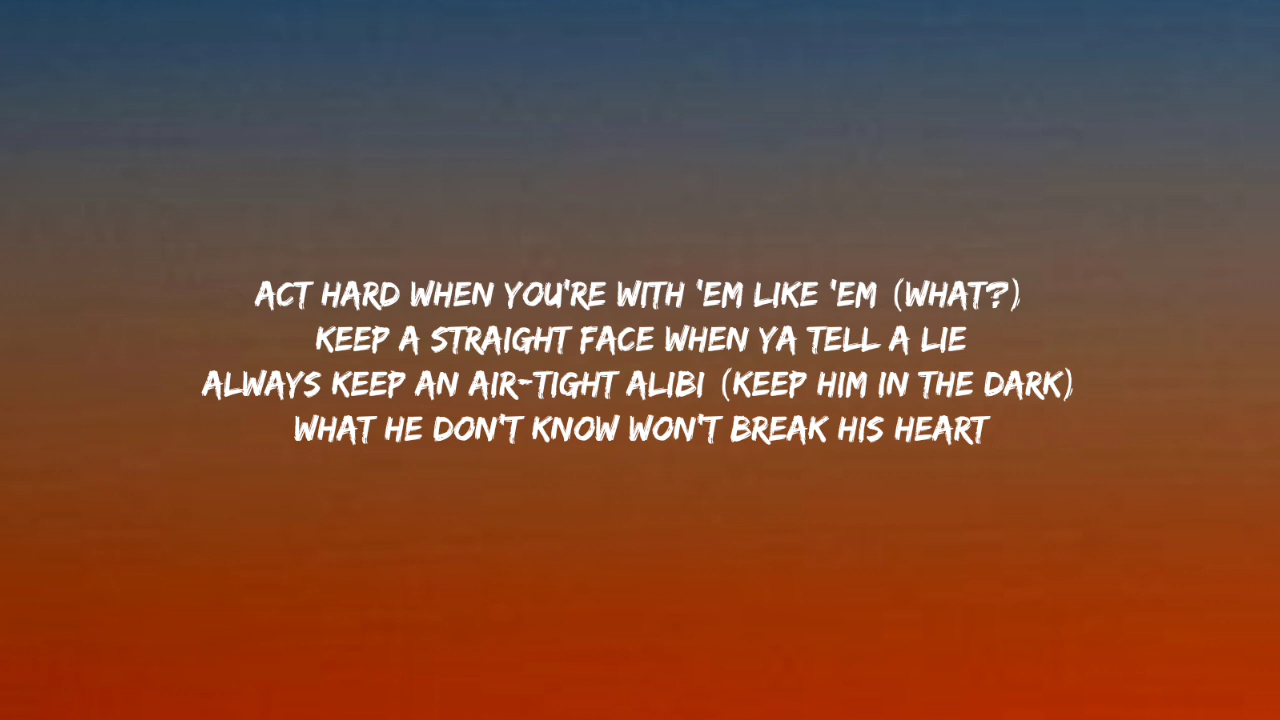 ACT HARD WHEN YOU'RE WITH 'EM LIKE 'EM (WHAT?)
KEEP A STRAIGHT FACE WHEN YA TELL A LIE
ALWAYS KEEP AN AIR-TIGHT ALIBI (KEEP HIM IN THE DARK)
WHAT HE DON'T KNOW WON'T BREAK HIS HEART